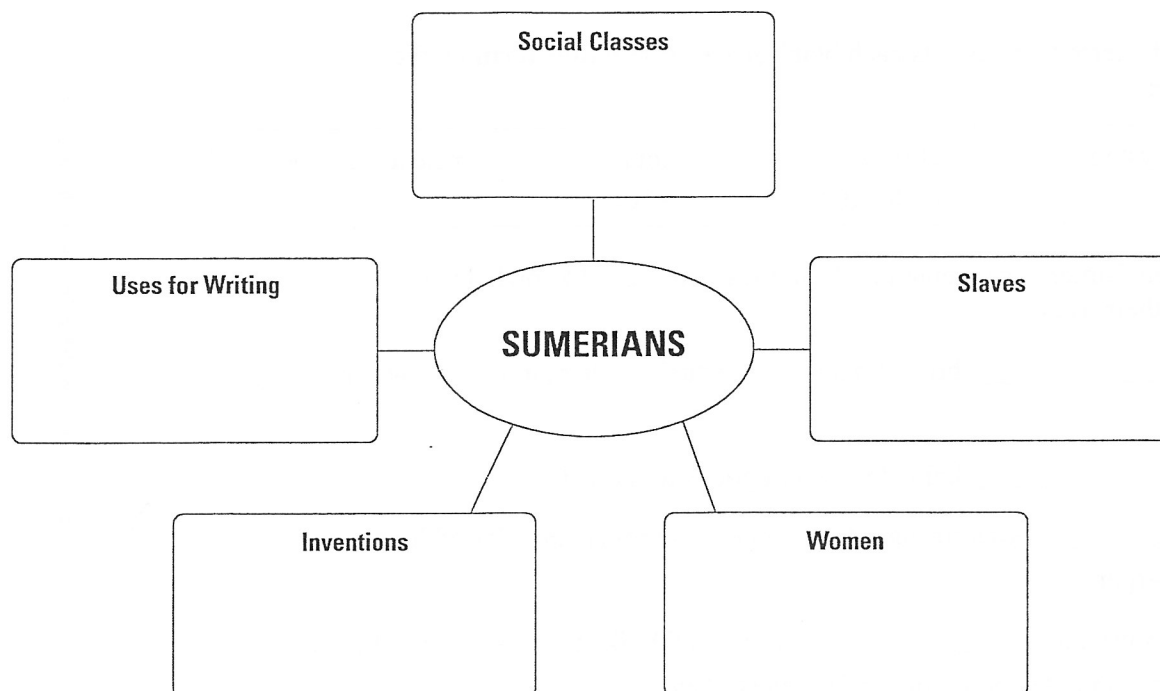 Social Classes
Uses for Writing
Slaves
SUMERIANS
Inventions
Women